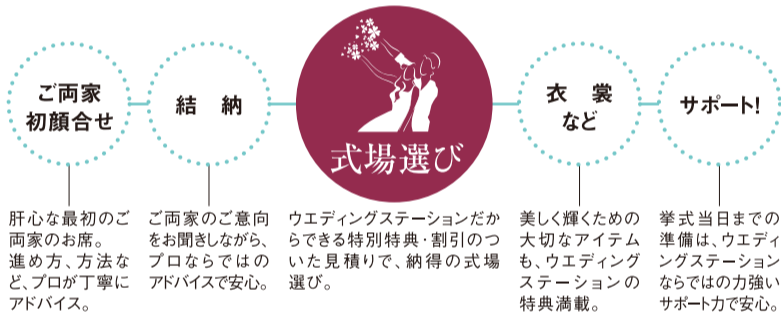 ご両家
初顔合せ
結 納
式場選び
衣 裳
など
サポート!
肝心な最初のご
両家のお席。
進め方、方法な
ど、プロが丁寧に
アドバイス。
ご両家のご意向
をお聞きしながら、
プロならではの
アドバイスで安心。
ウエディングステーションだか
らできる特別特典・割引のつ
いた見積りで、納得の式場
選び。
美しく輝くための
大切なアイテム
も、ウエディング
ステーションの
特典満載。
挙式当日までの
準備は、ウエディ
ングステーション
ならではの力強い
サポート力で安心。